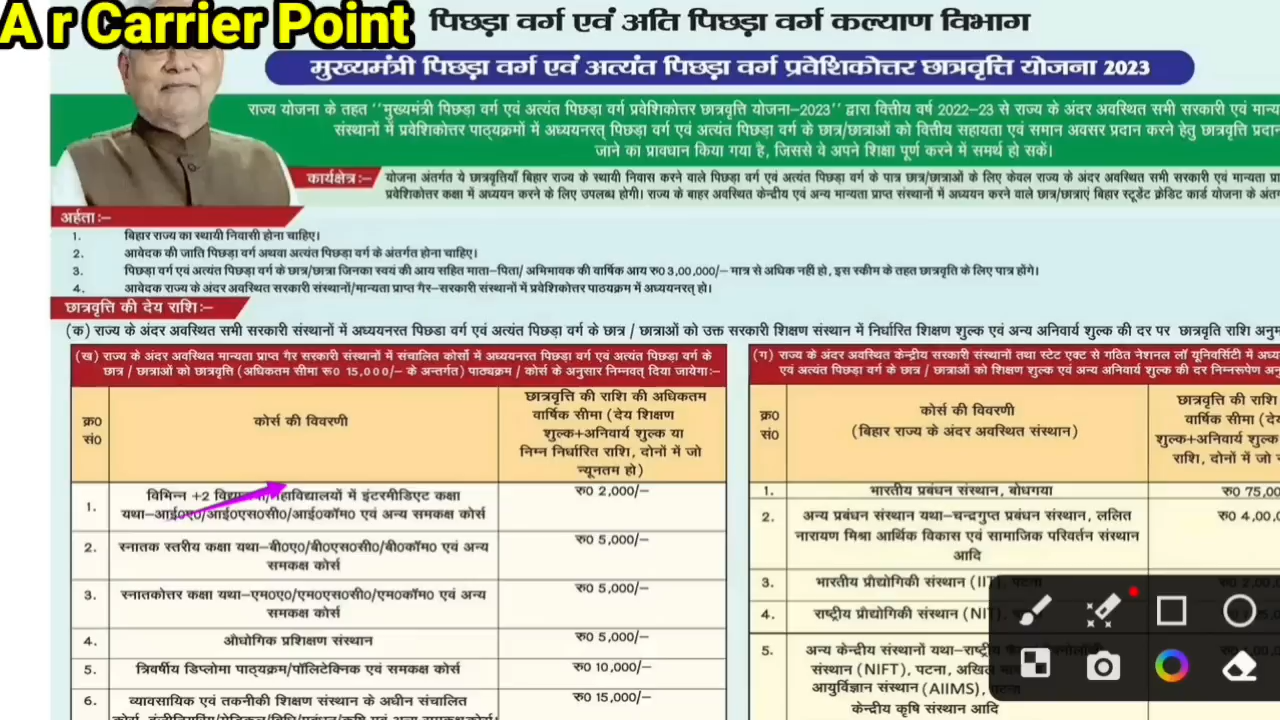 A r Carrier Point
पिछड़ा वर्ग एवं अति पिछड़ा वर्ग कल्याण विभाग
मुख्यमंत्री पिछड़ा वर्ग एवं अत्यंत पिछड़ा वर्ग प्रवेशिकोत्तर छात्रवृत्ति योजना 2023
राज्य योजना के तहत ''मुख्यमंत्री पिछड़ा वर्ग एवं अत्यंत पिछड़ा वर्ग प्रवेशिकोत्तर छात्रवृत्ति योजना–2023'' द्वारा वित्तीय वर्ष 2022–23 से राज्य के अंदर अवस्थित सभी सरकारी एवं मान्य
संस्थानों में प्रवेशिकोत्तर पाठ्यक्रमों में अध्ययनरत् पिछड़ा वर्ग एवं अत्यंत पिछड़ा वर्ग के छात्र/छात्राओं को वित्तीय सहायता एवं समान अवसर प्रदान करने हेतु छात्रवृत्ति प्रदा
जाने का प्रावधान किया गया है, जिससे वे अपने शिक्षा पूर्ण करने में समर्थ हो सकें।
कार्यक्षेत्र:–
योजना अंतर्गत ये छात्रवृत्तियाँ बिहार राज्य के स्थायी निवास करने वाले पिछड़ा वर्ग एवं अत्यंत पिछड़ा वर्ग के पात्र छात्र/छात्राओं के लिए केवल राज्य के अंदर अवस्थित सभी सरकारी एवं मान्यता प्रा
प्रवेशिकोत्तर कक्षा में अध्ययन करने के लिए उपलब्ध होगी। राज्य के बाहर अवस्थित केन्द्रीय एवं अन्य मान्यता प्राप्त संस्थानों में अध्ययन करने वाले छात्र/छात्राएं बिहार स्टूडेंट क्रेडिट कार्ड योजना के अंत
अर्हता:–
1. बिहार राज्य का स्थायी निवासी होना चाहिए।
2. आवेदक की जाति पिछड़ा वर्ग अथवा अत्यंत पिछड़ा वर्ग के अंतर्गत होना चाहिए।
3. पिछड़ा वर्ग एवं अत्यंत पिछड़ा वर्ग के छात्र/छात्रा जिनका स्वयं की आय सहित माता–पिता/ अभिभावक की वार्षिक आय रु0 3,00,000/– मात्र से अधिक नहीं हो, इस स्कीम के तहत छात्रवृति के लिए पात्र होंगे।
4. आवेदक राज्य के अंदर अवस्थित सरकारी संस्थानों/मान्यता प्राप्त गैर–सरकारी संस्थानों में प्रवेशिकोत्तर पाठयक्रम में अध्ययनरत् हो।
छात्रवृत्ति की देय राशि:–
(क) राज्य के अंदर अवस्थित सभी सरकारी संस्थानों में अध्ययनरत पिछडा वर्ग एवं अत्यंत पिछड़ा वर्ग के छात्र / छात्राओं को उक्त सरकारी शिक्षण संस्थान में निर्धारित शिक्षण शुल्क एवं अन्य अनिवार्य शुल्क की दर पर छात्रवृति राशि अनुम
(ख) राज्य के अंदर अवस्थित मान्यता प्राप्त गैर सरकारी संस्थानों में संचालित कोर्सो में अध्ययनरत पिछड़ा वर्ग एवं अत्यंत पिछड़ा वर्ग के
छात्र / छात्राओं को छात्रवृत्ति (अधिकतम सीमा रू0 15,000/– के अन्तर्गत) पाठ्यक्रम / कोर्स के अनुसार निम्नवत् दिया जायेगा:–
क्र0 सं0
कोर्स की विवरणी
छात्रवृत्ति की राशि की अधिकतम
वार्षिक सीमा (देय शिक्षण
शुल्क+अनिवार्य शुल्क या
निम्न निर्धारित राशि, दोनों में जो
न्यूनतम हो)
1. विभिन्न +2 में इंटरमीडिएट कक्षा रु0 2,000/–
यथा–आई0ए0/आई0एस0सी0/आई0कॉम0 एवं अन्य समकक्ष कोर्स
2. स्नातक स्तरीय कक्षा यथा–बी0ए0/बी0एस0सी0/बी0कॉम0 एवं अन्य रु0 5,000/–
समकक्ष कोर्स
3. स्नातकोत्तर कक्षा यथा–एम0ए0/एम0एस0सी0/एम0कॉम0 एवं अन्य रु0 5,000/–
समकक्ष कोर्स
4. औधोगिक प्रशिक्षण संस्थान रु0 5,000/–
5. त्रिवर्षीय डिप्लोमा पाठ्यक्रम/पॉलिटेक्निक एवं समकक्ष कोर्स रु0 10,000/–
6. व्यावसायिक एवं तकनीकी शिक्षण संस्थान के अधीन संचालित रु0 15,000/–
(ग) राज्य के अंदर अवस्थित केन्द्रीय सरकारी संस्थानों तथा स्टेट एक्ट से गठित नेशनल लॉ यूनिवर्सिटी में अध्य
एवं अत्यंत पिछड़ा वर्ग के छात्र / छात्राओं को शिक्षण शुल्क एवं अन्य अनिवार्य शुल्क की दर निम्नरूपेण अनु
क्र0 सं0
कोर्स की विवरणी
(बिहार राज्य के अंदर अवस्थित संस्थान)
छात्रवृत्ति की राशि
वार्षिक सीमा (देय
शुल्क+अनिवार्य शु
राशि, दोनों में जो न
1. भारतीय प्रबंधन संस्थान, बोधगया रु0 75,00
2. अन्य प्रबंधन संस्थान यथा–चन्द्रगुप्त प्रबंधन संस्थान, ललित रु0 4,00,
नारायण मिश्रा आर्थिक विकास एवं सामाजिक परिवर्तन संस्थान
आदि
3. भारतीय प्रौद्योगिकी संस्थान (IIT), पटना
4. राष्ट्रीय प्रौद्योगिकी संस्थान (NIT),
5. अन्य केन्द्रीय संस्थानों यथा–राष्ट्रीय
संस्थान (NIFT), पटना, अखिल
आयुर्विज्ञान संस्थान (AIIMS), पटना
केन्द्रीय कृषि संस्थान आदि